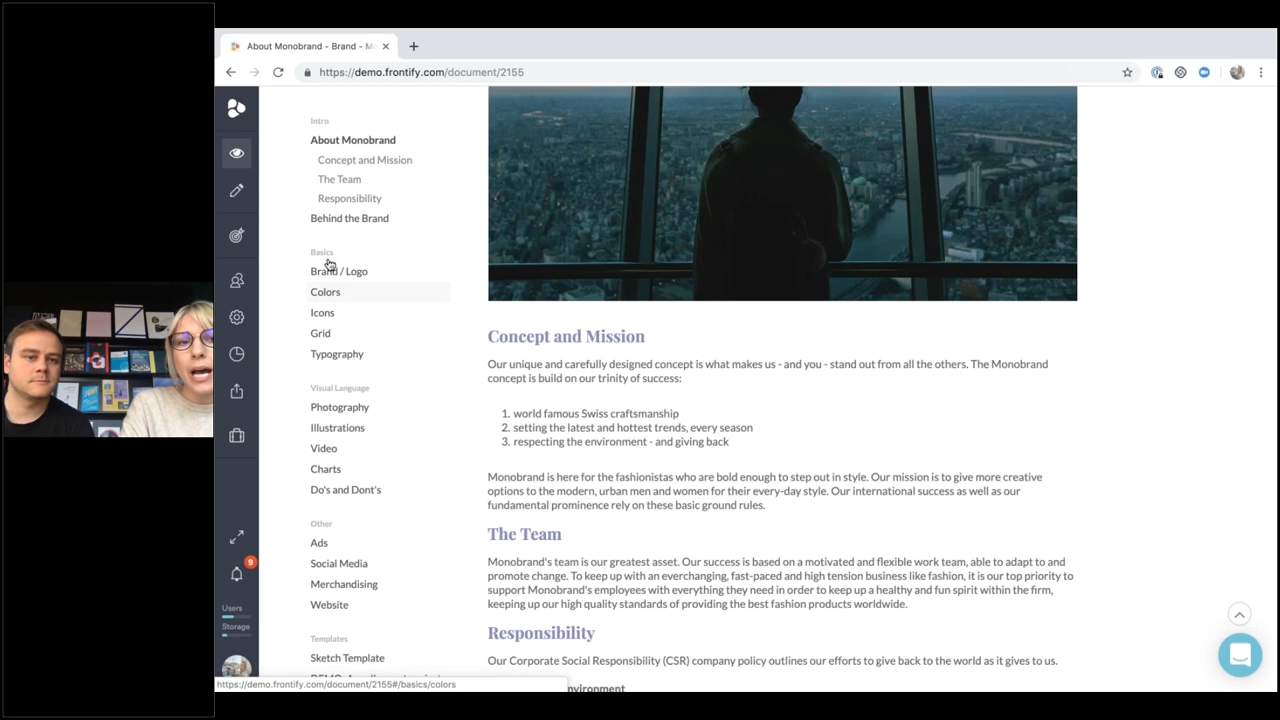 About Monobrand - Brand - M
https://demo.frontify.com/document/2155
Intro
About Monobrand
Concept and Mission
The Team
Responsibility
Behind the Brand
Basics
Brand / Logo
Colors
Icons
Grid
Typography
Visual Language
Photography
Illustrations
Video
Charts
Do's and Dont's
Other
Ads
Social Media
Merchandising
Website
Templates
Sketch Template
9
Users
Storage
https://demo.frontify.com/document/2155#/basics/colors
Concept and Mission
Our unique and carefully designed concept is what makes us - and you - stand out from all the others. The Monobrand
concept is build on our trinity of success:
1. world famous Swiss craftsmanship
2. setting the latest and hottest trends, every season
3. respecting the environment - and giving back
Monobrand is here for the fashionistas who are bold enough to step out in style. Our mission is to give more creative
options to the modern, urban men and women for their every-day style. Our international success as well as our
fundamental prominence rely on these basic ground rules.
The Team
Monobrand's team is our greatest asset. Our success is based on a motivated and flexible work team, able to adapt to and
promote change. To keep up with an everchanging, fast-paced and high tension business like fashion, it is our top priority to
support Monobrand's employees with everything they need in order to keep up a healthy and fun spirit within the firm,
keeping up our high quality standards of providing the best fashion products worldwide.
Responsibility
Our Corporate Social Responsibility (CSR) company policy outlines our efforts to give back to the world as it gives to us.
nvironment